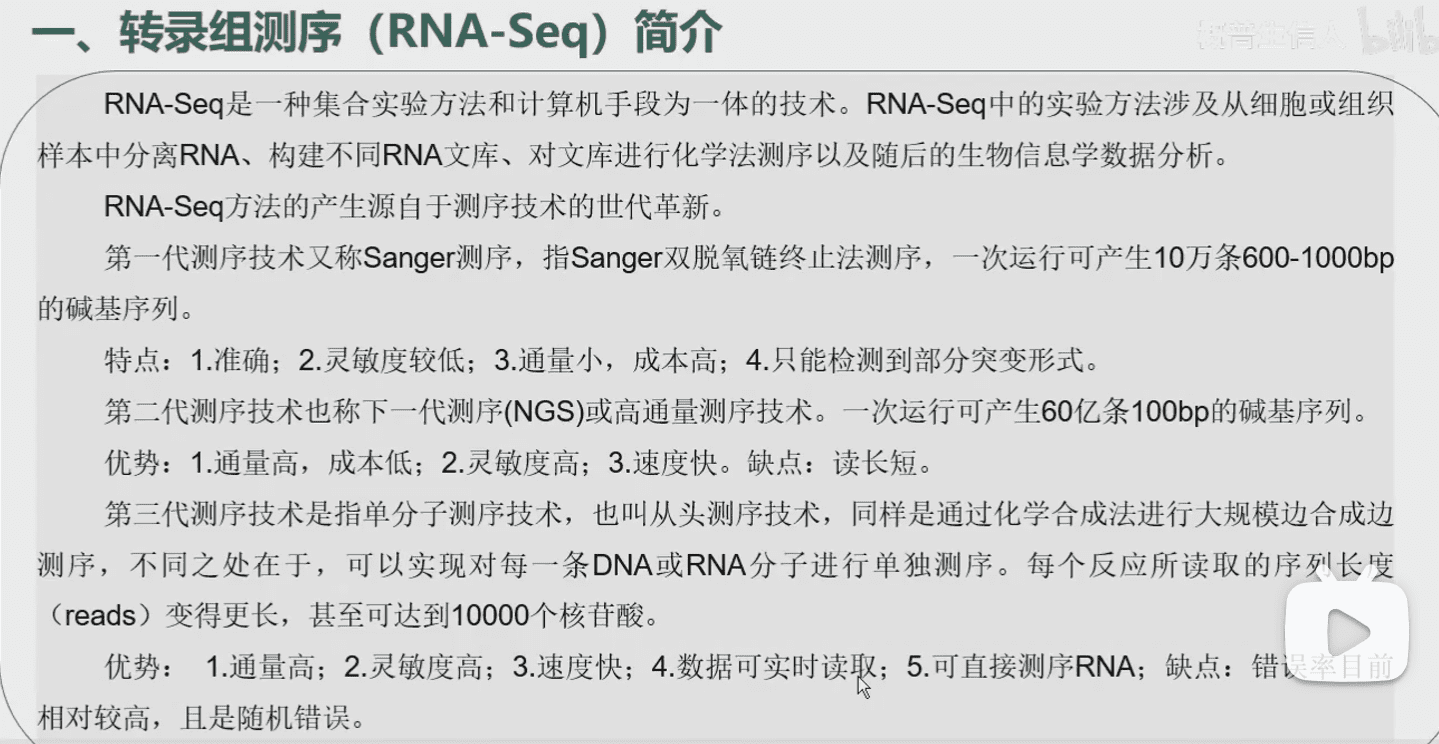 一、转录组测序（RNA-Seq）简介
RNA-Seq是一种集合实验方法和计算机手段为一体的技术。RNA-Seq中的实验方法涉及从细胞或组织
样本中分离RNA、构建不同RNA文库、对文库进行化学法测序以及随后的生物信息学数据分析。
RNA-Seq方法的产生源自于测序技术的世代革新。
第一代测序技术又称Sanger测序，指Sanger双脱氧链终止法测序，一次运行可产生10万条600-1000bp
的碱基序列。
特点：1.准确；2.灵敏度较低；3.通量小，成本高；4.只能检测到部分突变形式。
第二代测序技术也称下一代测序(NGS)或高通量测序技术。一次运行可产生60亿条100bp的碱基序列。
优势：1.通量高，成本低；2.灵敏度高；3.速度快。缺点：读长短。
第三代测序技术是指单分子测序技术，也叫从头测序技术，同样是通过化学合成法进行大规模边合成边
测序，不同之处在于，可以实现对每一条DNA或RNA分子进行单独测序。每个反应所读取的序列长度
（reads）变得更长，甚至可达到10000个核苷酸。
优势： 1.通量高；2.灵敏度高；3.速度快；4.数据可实时读取；5.可直接测序RNA；缺点：错误率目前
相对较高，且是随机错误。